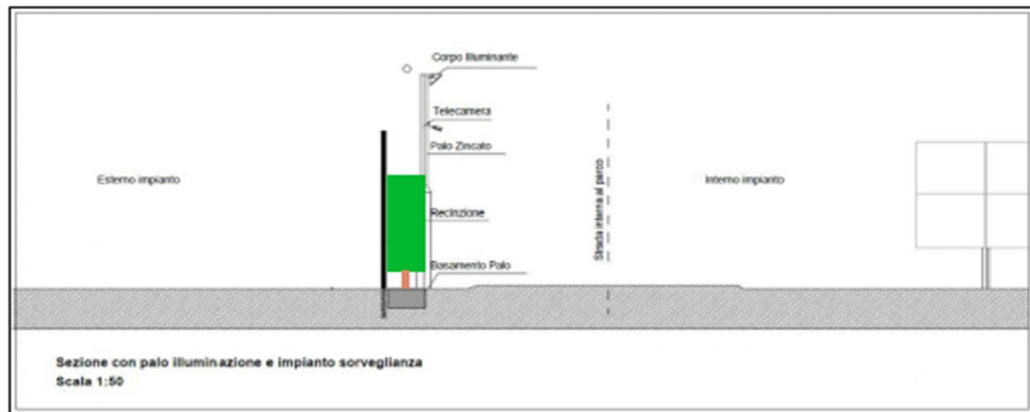 Corpo Illuminante
Telecamera
Palo Zincato
Esterno impianto
Strada interna al parco
Interno impianto
Recinzione
Basamento Palo
Sezione con palo illuminazione e impianto sorveglianza
Scala 1:50